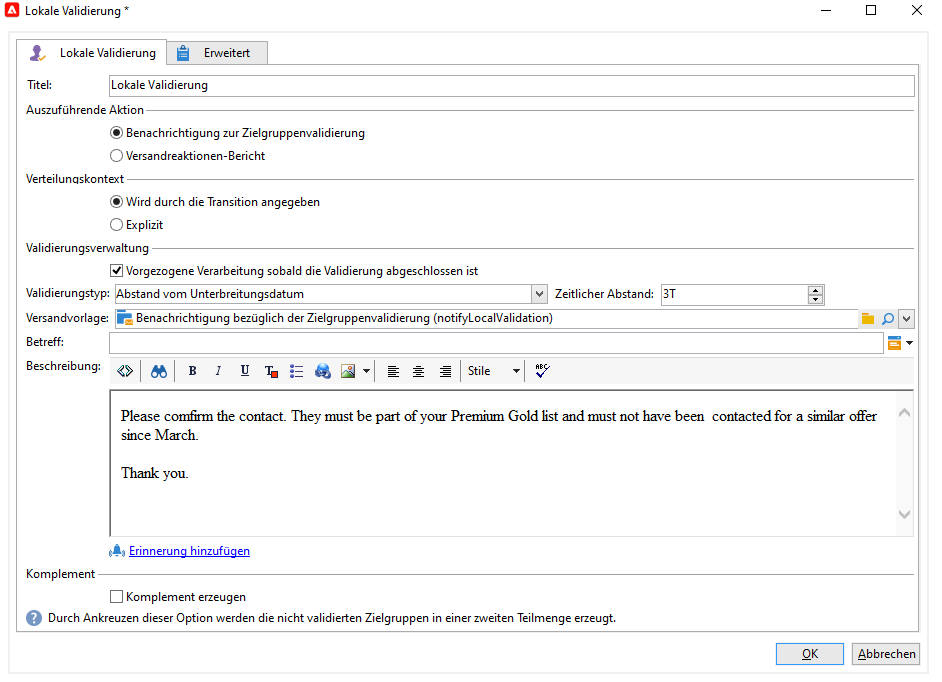 Lokale Validierung *
Lokale Validierung Erweitert
Titel: Lokale Validierung
Auszuführende Aktion
Benachrichtigung zur Zielgruppenvalidierung
Versandreaktionen-Bericht
Verteilungskontext
Wird durch die Transition angegeben
Explizit
Validierungsverwaltung
Vorgezogene Verarbeitung sobald die Validierung abgeschlossen ist
Validierungstyp: Abstand vom Unterbreitungsdatum Zeitlicher Abstand: 3T
Versandvorlage: Benachrichtigung bezüglich der Zielgruppenvalidierung (notifyLocalValidation)
Betreff:
Beschreibung: B I U T Stile ABC
Please comfirm the contact. They must be part of your Premium Gold list and must not have been contacted for a similar offer
since March.
Thank you.
Erinnerung hinzufügen
Komplement
Komplement erzeugen
? Durch Ankreuzen dieser Option werden die nicht validierten Zielgruppen in einer zweiten Teilmenge erzeugt.
OK Abbrechen